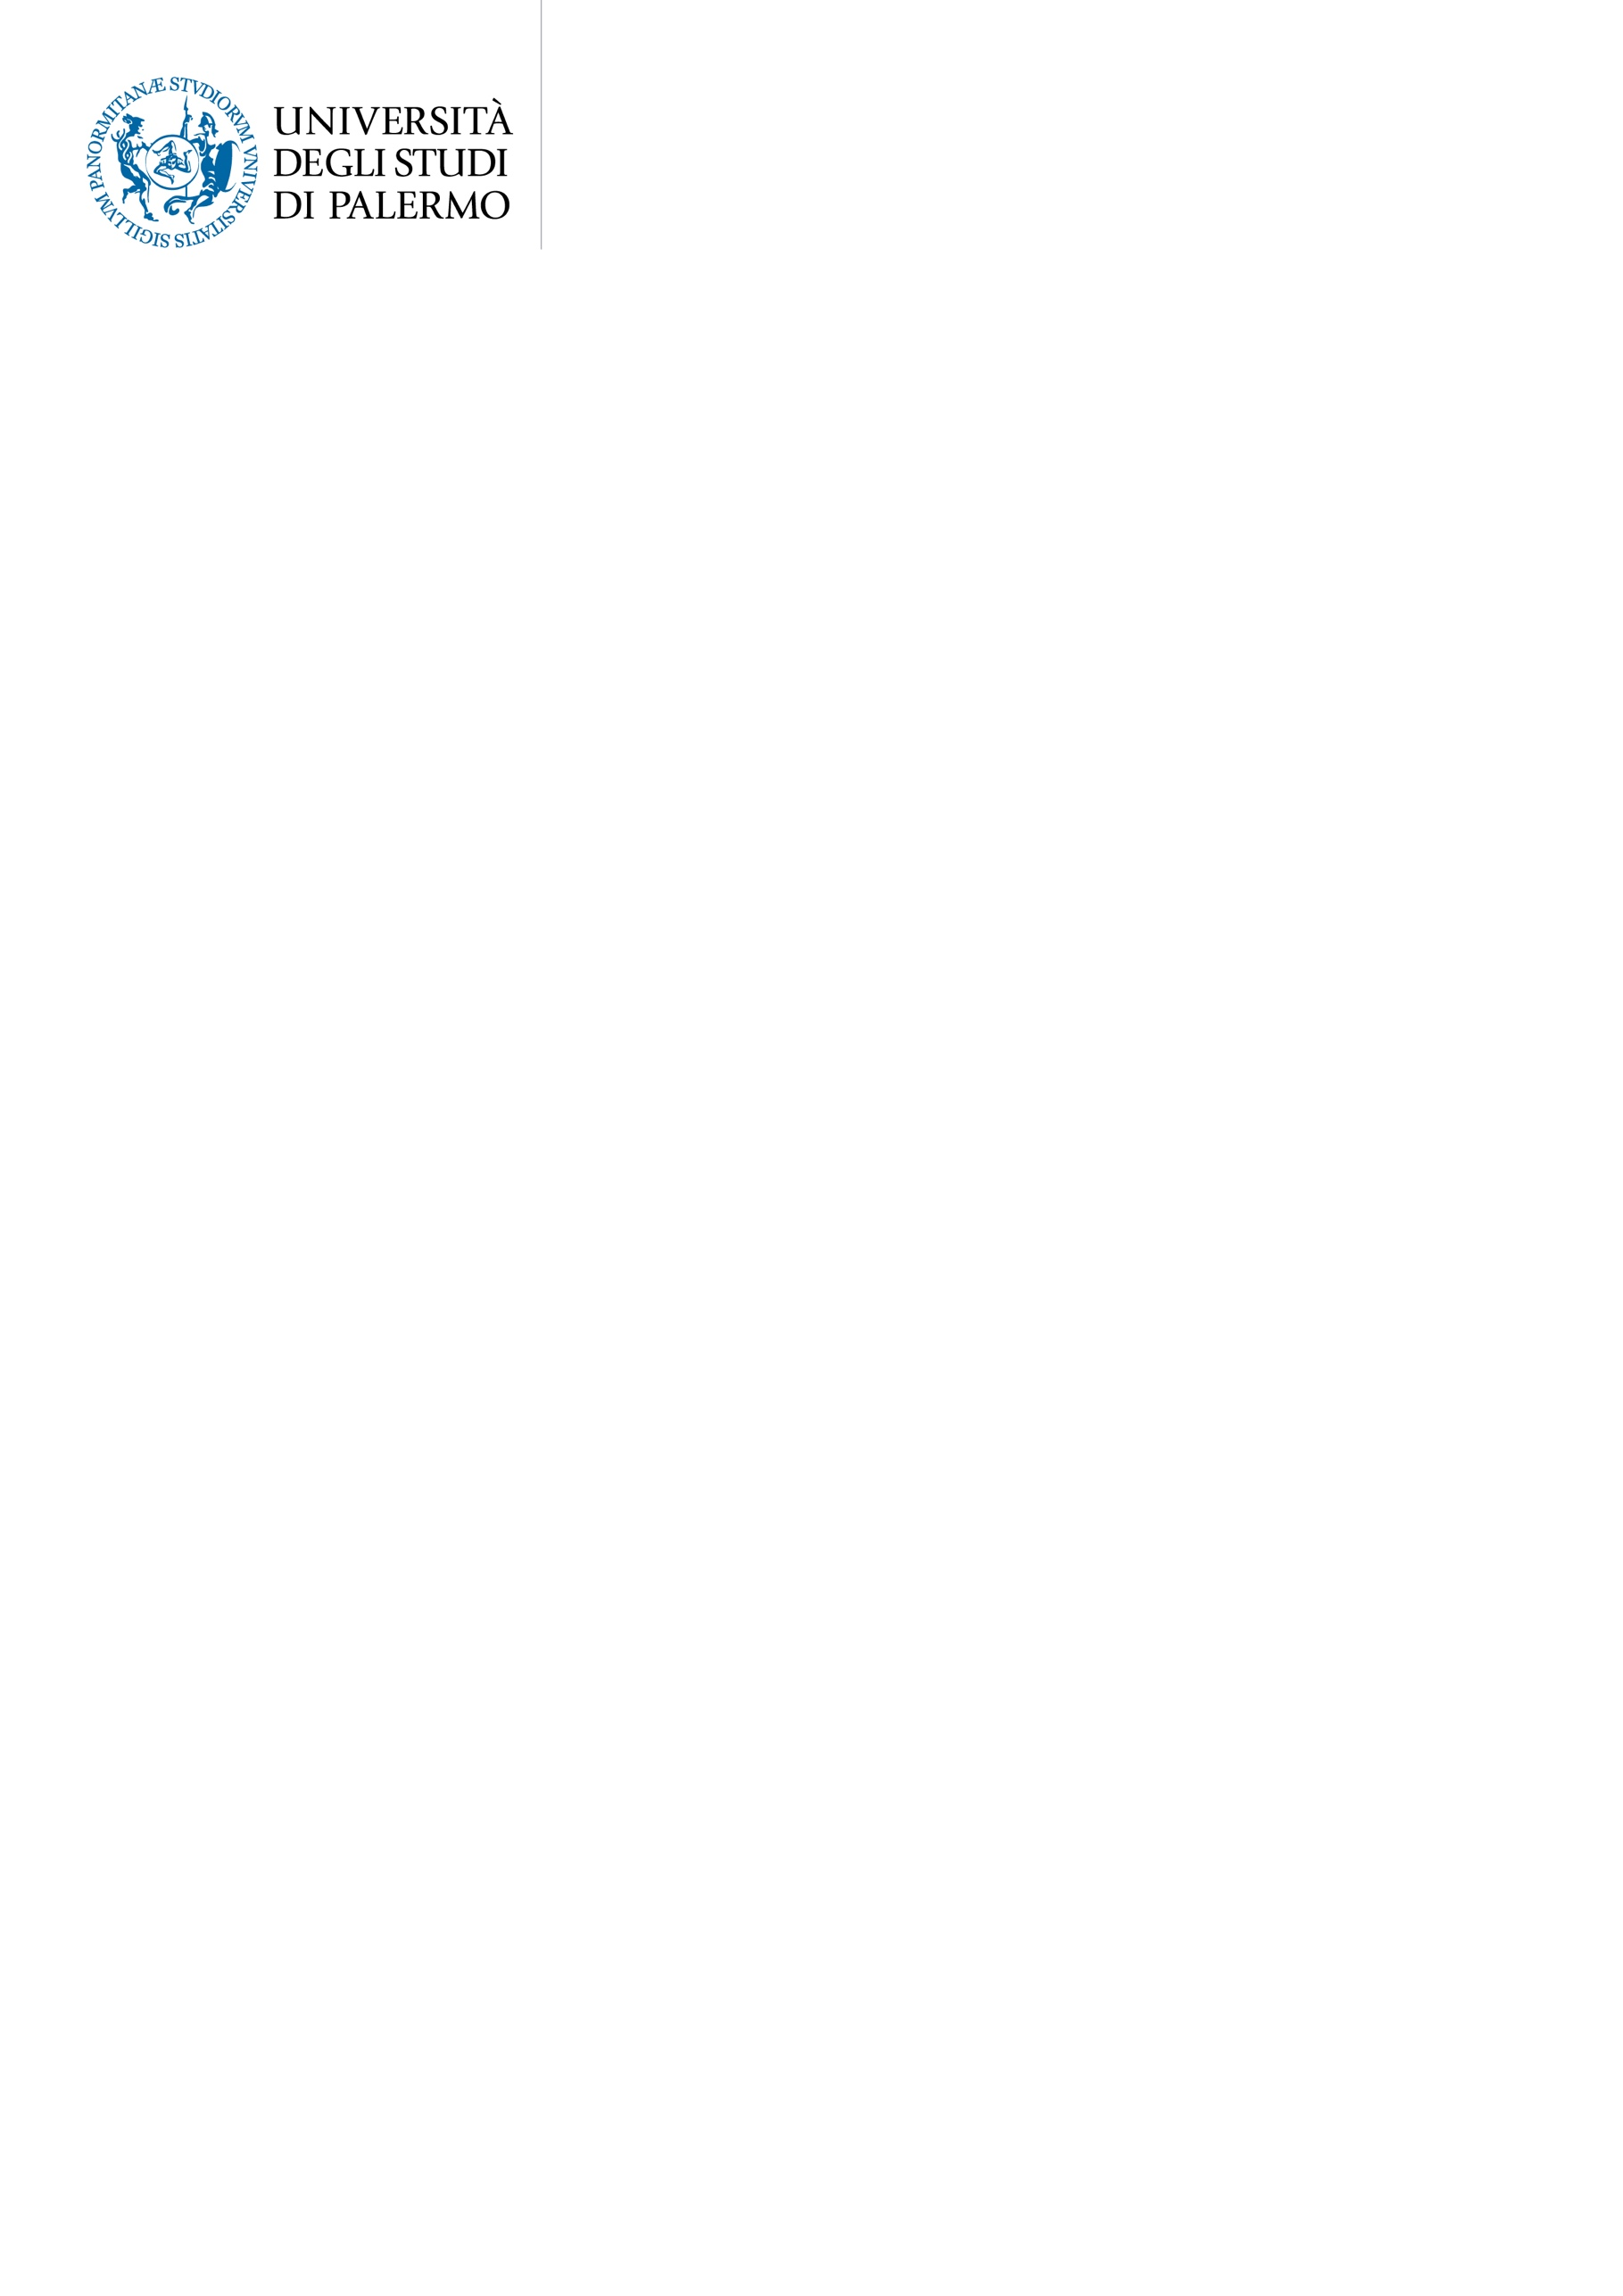 SIGILLVM PANORMITANÆ STVDIORVM VNIVERSITATIS
UNIVERSITÀ
DEGLI STUDI
DI PALERMO